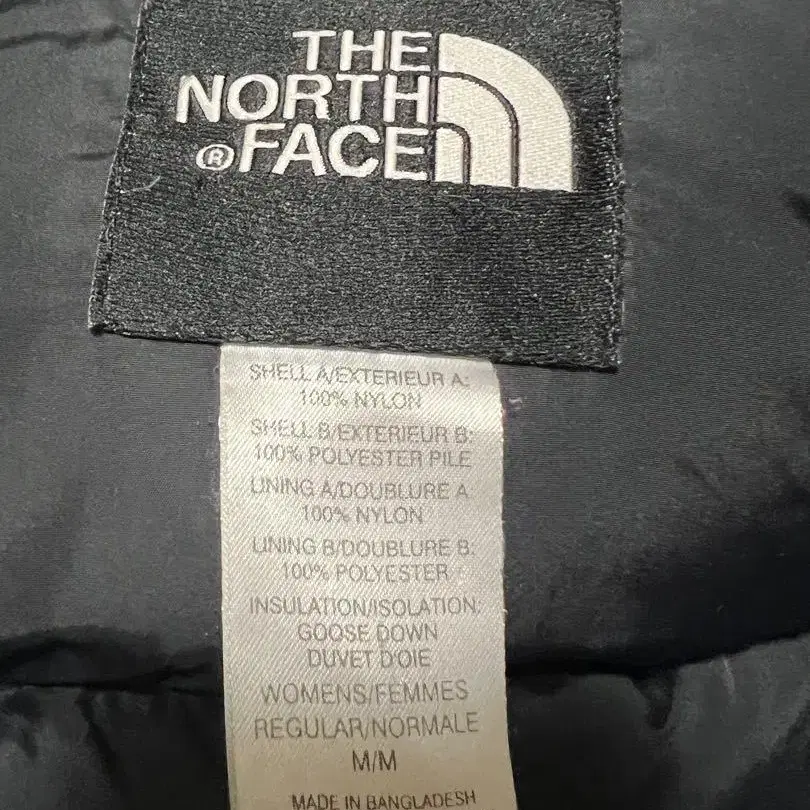 THE
NORTH
®FACE
SHELL A/EXTERIEUR A:
100% NYLON
SHELL B/EXTERIEUR B:
100% POLYESTER PILE
LINING A/DOUBLURE A:
100% NYLON
LINING B/DOUBLURE B:
100% POLYESTER
INSULATION/ISOLATION:
GOOSE DOWN
DUVET D'OIE
WOMENS/FEMMES
REGULAR/NORMALE
M/M
MADE IN BANGLADESH